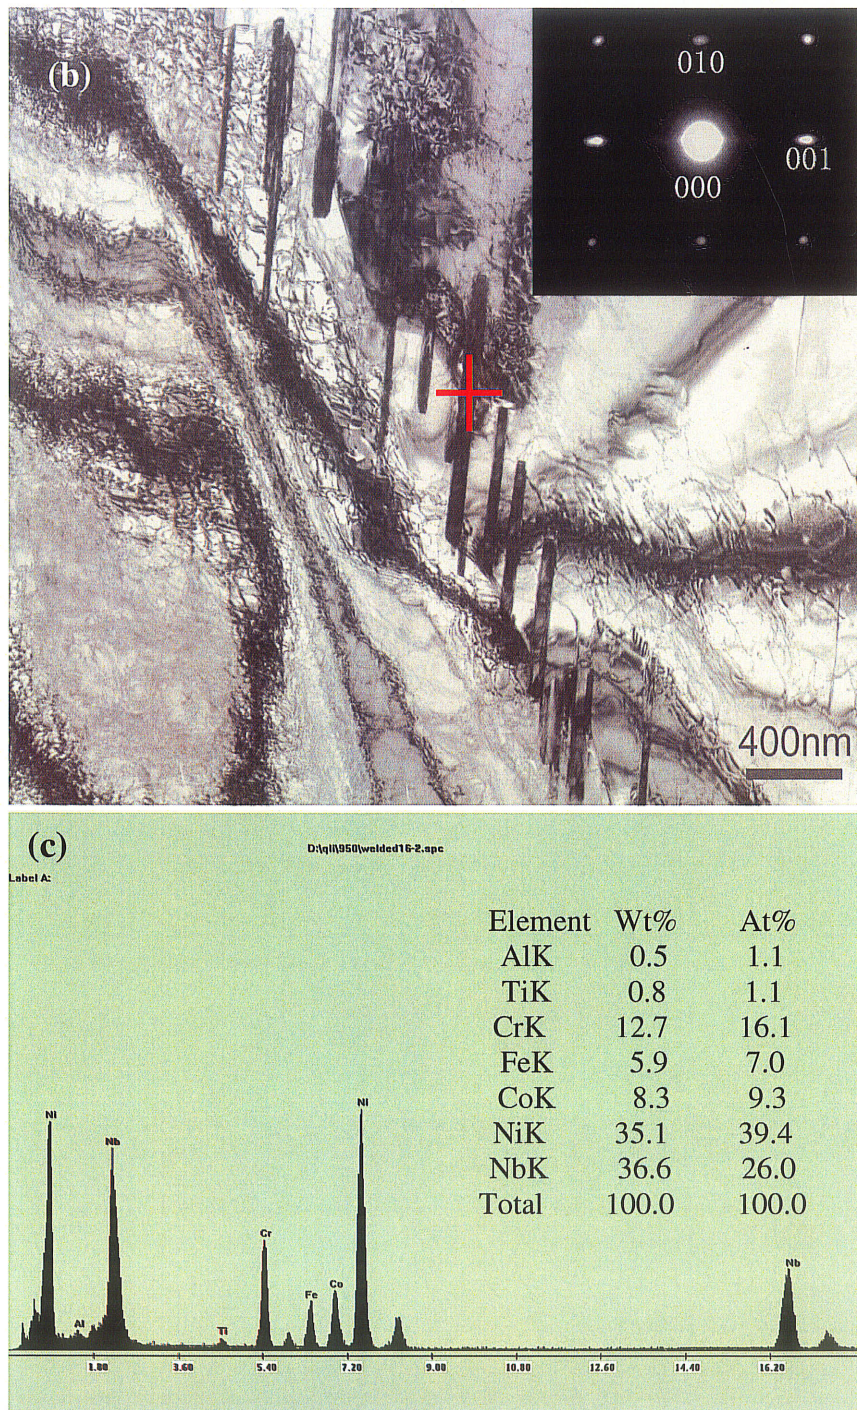 (b)
010
000
001
400nm
(c)
D:\qli\950\welded16-2.spc
Label A:
Element Wt% At%
AlK 0.5 1.1
TiK 0.8 1.1
CrK 12.7 16.1
FeK 5.9 7.0
CoK 8.3 9.3
NiK 35.1 39.4
NbK 36.6 26.0
Total 100.0 100.0
Ni
Al
Nb
Ti
Cr
Fe
Co
Ni
Nb
1.80 3.60 5.40 7.20 9.00 10.80 12.60 14.40 16.20